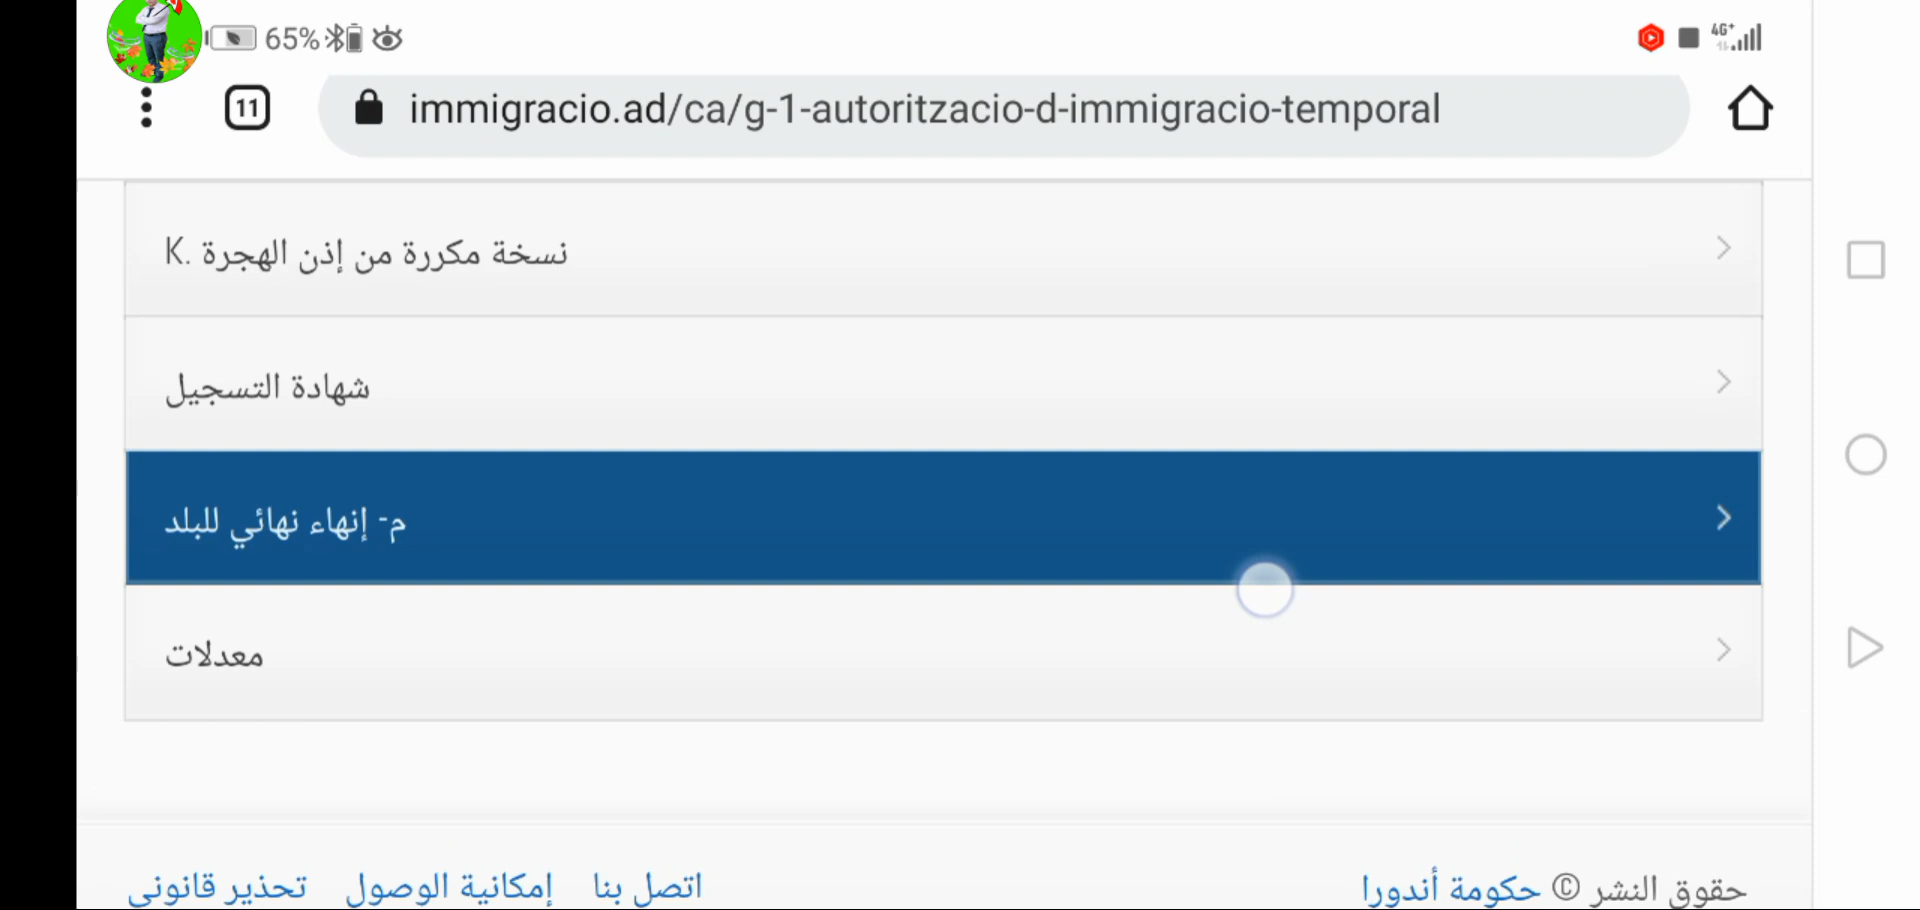 65%
4G+
11
immigracio.ad/ca/g-1-autoritzacio-d-immigracio-temporal
K. نسخة مكررة من إذن الهجرة
شهادة التسجيل
م- إنهاء نهائي للبلد
معدلات
حقوق النشر © حكومة أندورا
اتصل بنا إمكانية الوصول تحذير قانوني